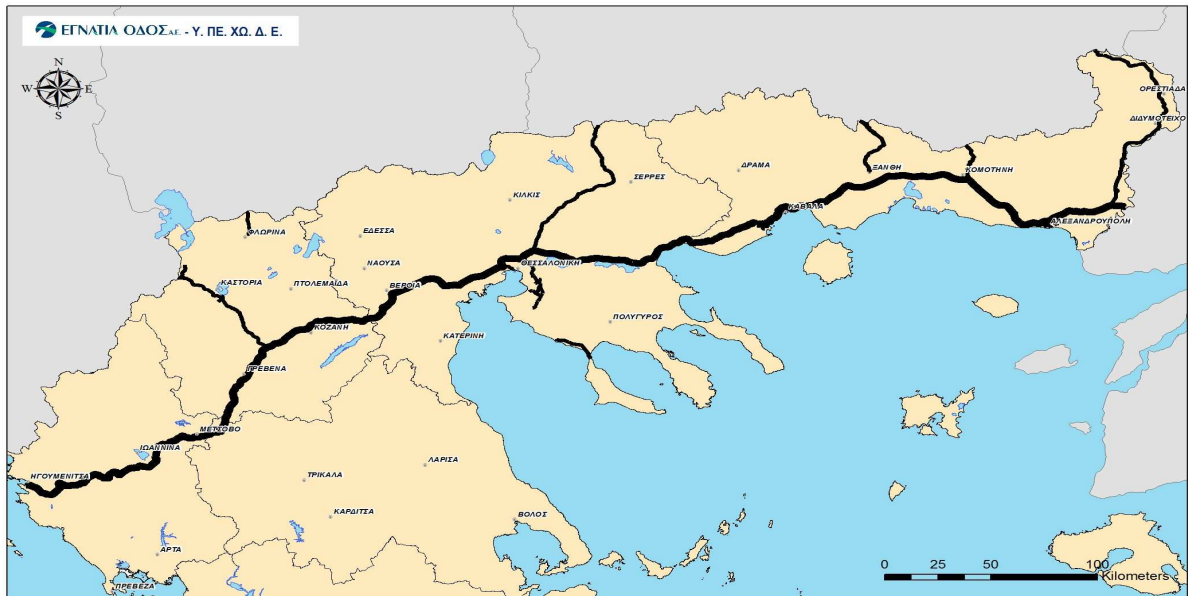 ΕΓΝΑΤΙΑ ΟΔΟΣ Α.Ε. - Υ. ΠΕ. ΧΩ. Δ. Ε.
N
W E
S
ΟΡΕΣΤΙΑΔΑ
ΔΙΔΥΜΟΤΕΙΧΟ
ΔΡΑΜΑ
ΞΑΝΘΗ
ΚΟΜΟΤΗΝΗ
ΣΕΡΡΕΣ
ΚΙΛΚΙΣ
ΚΑΒΑΛΑ
ΑΛΕΞΑΝΔΡΟΥΠΟΛΗ
ΦΛΩΡΙΝΑ
ΕΔΕΣΣΑ
ΘΕΣΣΑΛΟΝΙΚΗ
ΝΑΟΥΣΑ
ΚΑΣΤΟΡΙΑ
ΠΤΟΛΕΜΑΪΔΑ
ΒΕΡΟΙΑ
ΠΟΛΥΓΥΡΟΣ
ΚΟΖΑΝΗ
ΚΑΤΕΡΙΝΗ
ΓΡΕΒΕΝΑ
ΜΕΤΣΟΒΟ
ΙΩΑΝΝΙΝΑ
ΛΑΡΙΣΑ
ΗΓΟΥΜΕΝΙΤΣΑ
ΤΡΙΚΑΛΑ
ΚΑΡΔΙΤΣΑ
ΒΟΛΟΣ
ΑΡΤΑ
ΠΡΕΒΕΖΑ
0 25 50 100
Kilometers